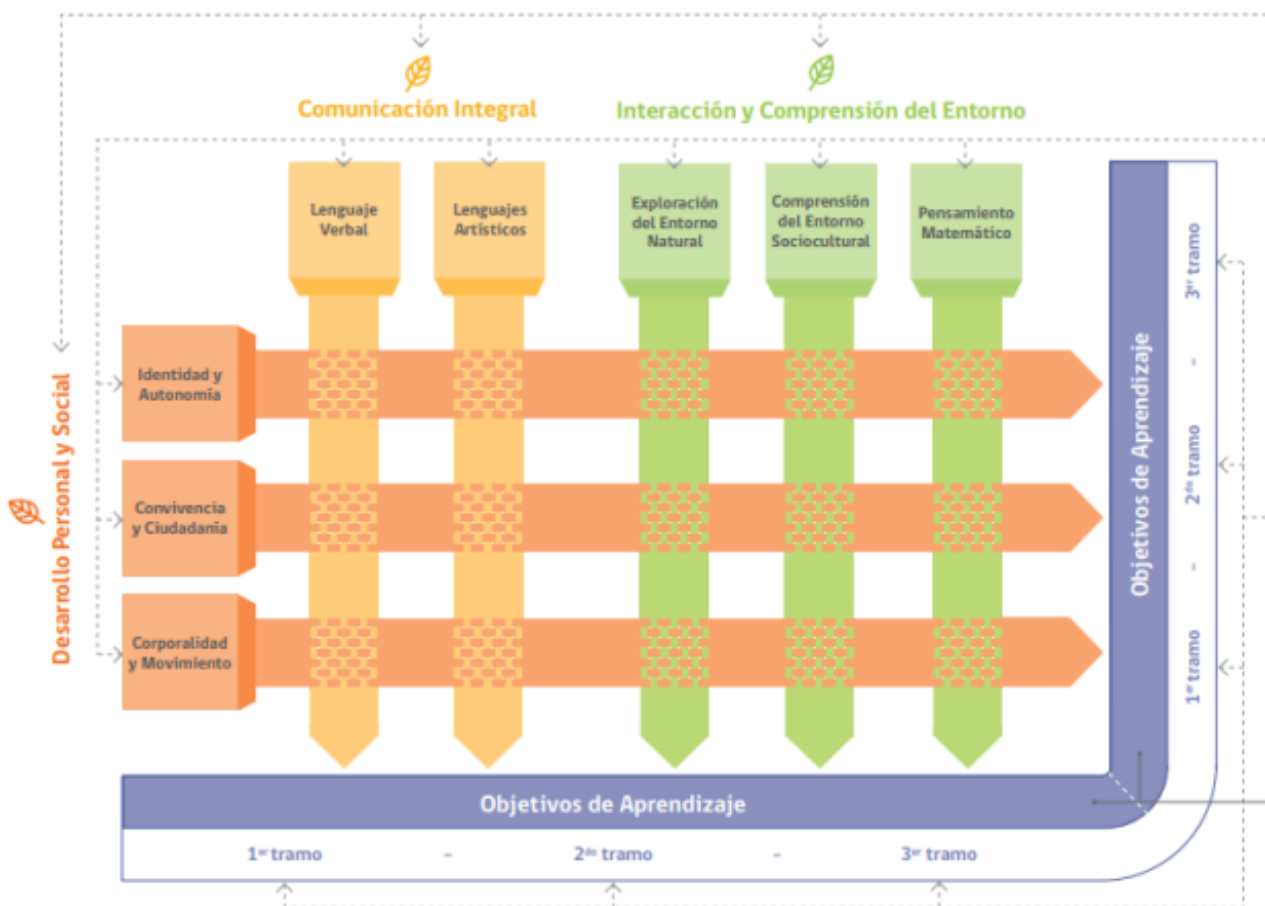 Comunicación Integral
Interacción y Comprensión del Entorno
Lenguaje
Verbal
Lenguajes
Artísticos
Exploración
del Entorno
Natural
Comprensión
del Entorno
Sociocultural
Pensamiento
Matemático
Desarrollo Personal y Social
Identidad y
Autonomía
Convivencia
y Ciudadanía
Corporalidad
y Movimiento
Objetivos de Aprendizaje
1er tramo - 2do tramo - 3er tramo
Objetivos de Aprendizaje
1er tramo - 2do tramo - 3er tramo